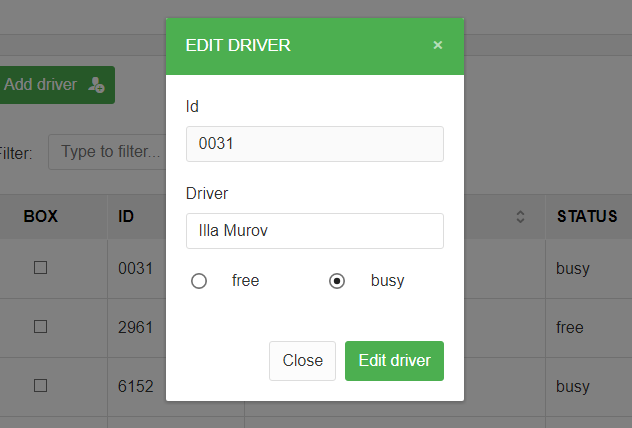 EDIT DRIVER ×
Add driver
Id
0031
Filter:
Type to filter...
Driver
Illa Murov
BOX ID STATUS
0031 busy
free busy
2961 free
Close Edit driver
6152 busy